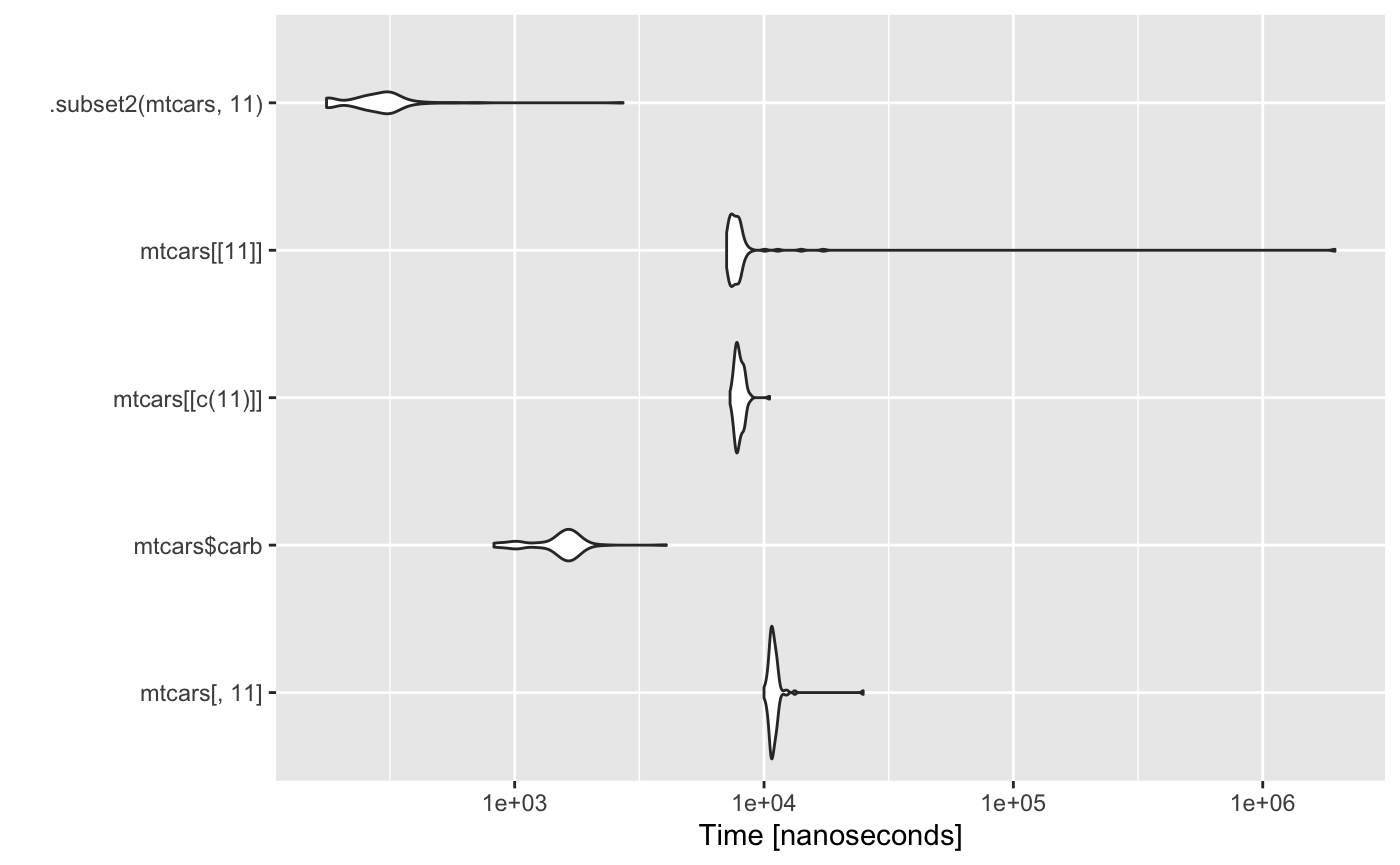 .subset2(mtcars, 11)
mtcars[[11]]
mtcars[[c(11)]]
mtcars$carb
mtcars[, 11]
1e+03 1e+04 1e+05 1e+06
Time [nanoseconds]